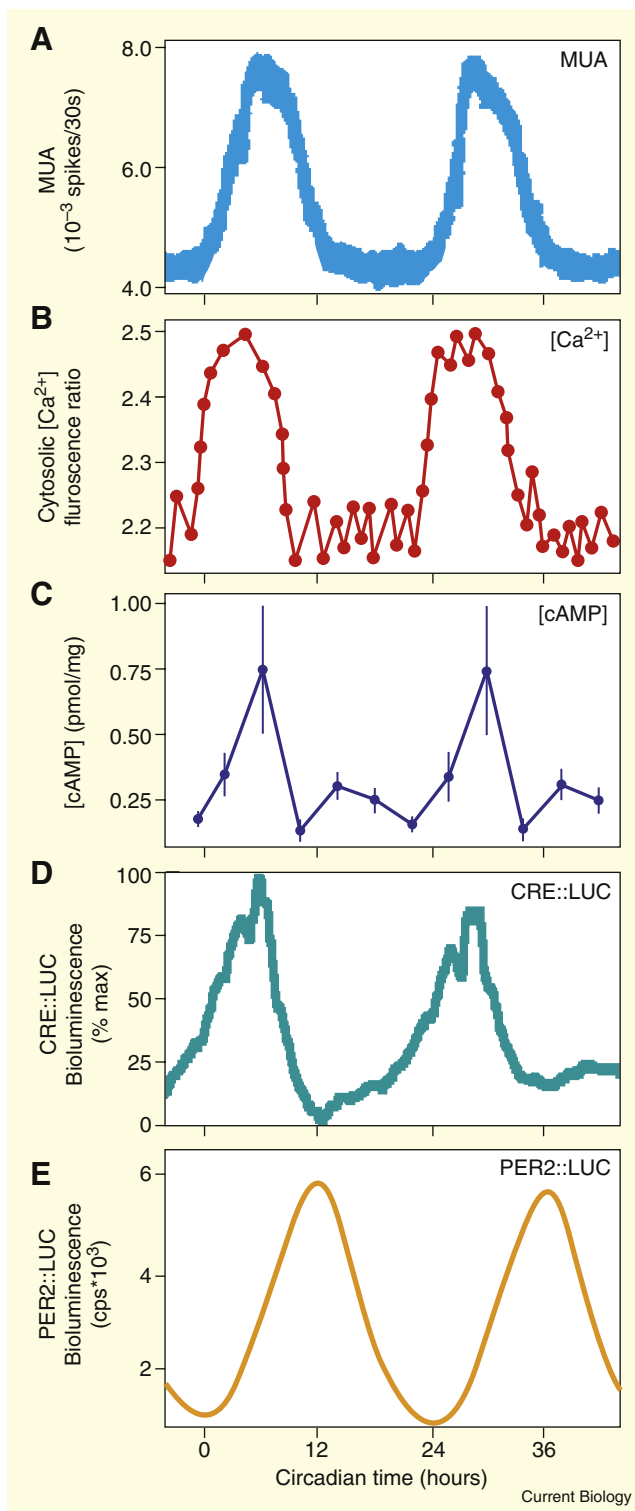 A
MUA
MUA
(10⁻³ spikes/30s)
8.0
6.0
4.0
B
[Ca²⁺]
Cytosolic [Ca²⁺]
fluroscence ratio
2.5
2.4
2.3
2.2
C
[cAMP]
[cAMP] (pmol/mg)
1.00
0.75
0.50
0.25
D
CRE::LUC
CRE::LUC
Bioluminescence
(% max)
100
75
50
25
0
E
PER2::LUC
PER2::LUC
Bioluminescence
(cps*10³)
6
4
2
0 12 24 36
Circadian time (hours)
Current Biology